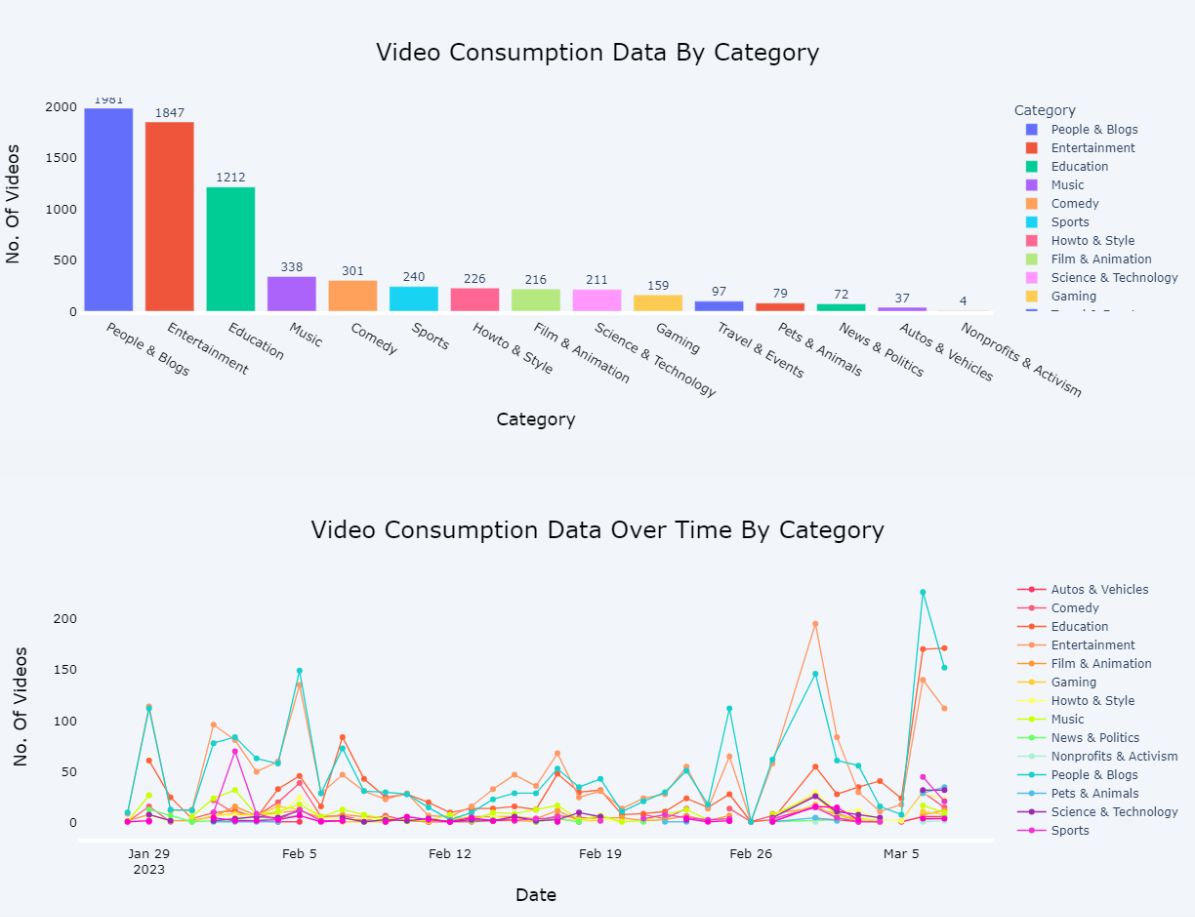 Video Consumption Data By Category
No. Of Videos
2000
1500
1000
500
0
1981
1847
1212
338
301
240
226
216
211
159
97
79
72
37
4
People & Blogs
Entertainment
Education
Music
Comedy
Sports
Howto & Style
Film & Animation
Science & Technology
Gaming
Travel & Events
Pets & Animals
News & Politics
Autos & Vehicles
Nonprofits & Activism
Category
Category
People & Blogs
Entertainment
Education
Music
Comedy
Sports
Howto & Style
Film & Animation
Science & Technology
Gaming
Video Consumption Data Over Time By Category
No. Of Videos
200
150
100
50
0
Jan 29
2023
Feb 5
Feb 12
Feb 19
Feb 26
Mar 5
Date
Autos & Vehicles
Comedy
Education
Entertainment
Film & Animation
Gaming
Howto & Style
Music
News & Politics
Nonprofits & Activism
People & Blogs
Pets & Animals
Science & Technology
Sports